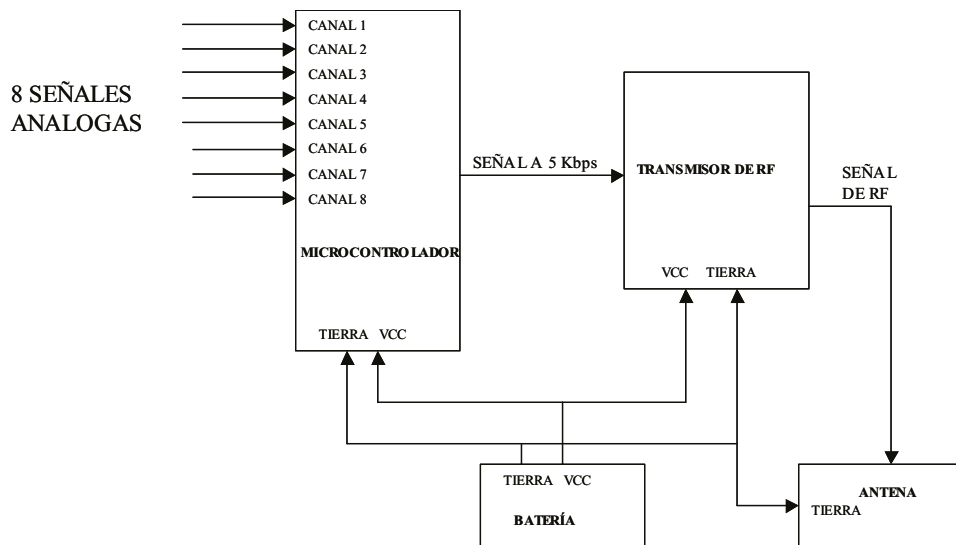 8 SEÑALES
ANALOGAS
CANAL 1
CANAL 2
CANAL 3
CANAL 4
CANAL 5
CANAL 6
CANAL 7
CANAL 8
MICROCONTROLADOR
TIERRA VCC
SEÑAL A 5 Kbps
TRANSMISOR DE RF
VCC TIERRA
SEÑAL
DE RF
TIERRA VCC
BATERÍA
ANTENA
TIERRA